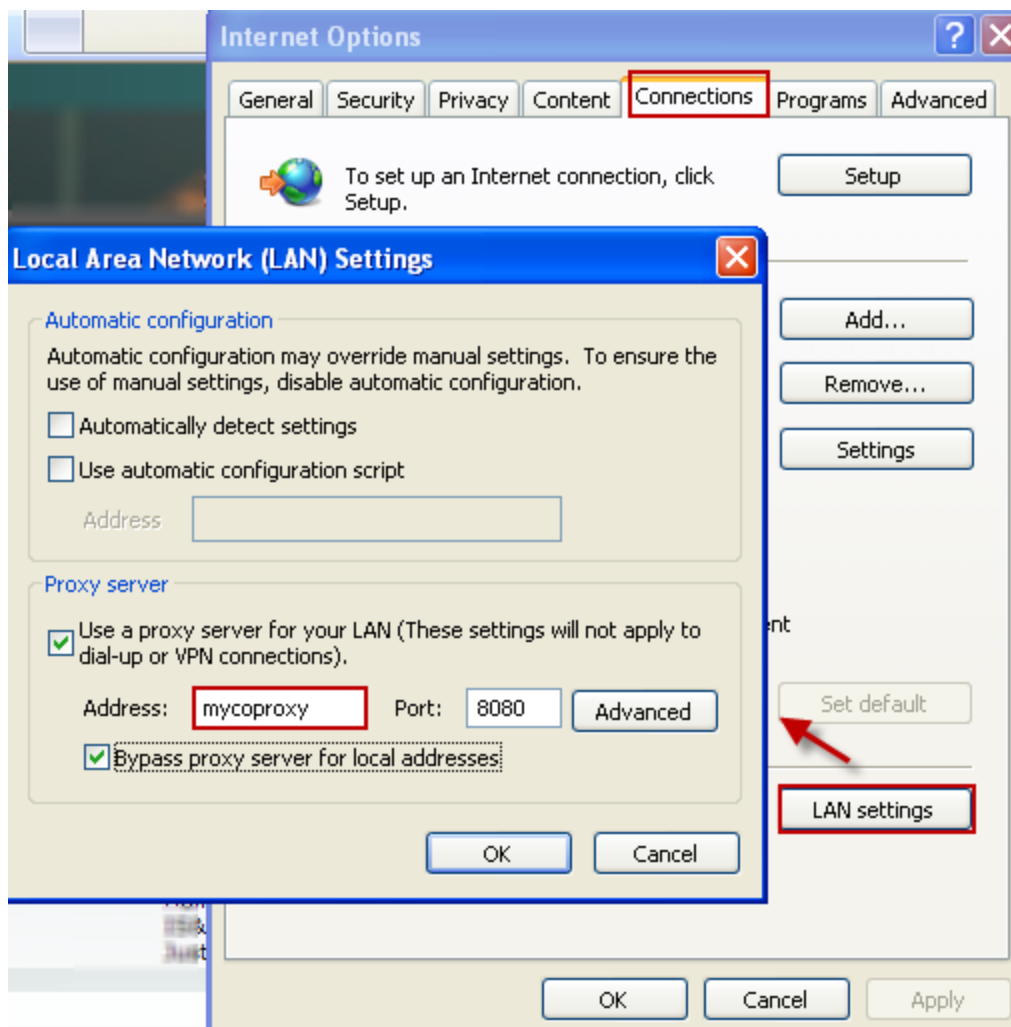 Internet Options
General Security Privacy Content Connections Programs Advanced
To set up an Internet connection, click
Setup.
Setup
Local Area Network (LAN) Settings
Automatic configuration
Automatic configuration may override manual settings. To ensure the
use of manual settings, disable automatic configuration.
Automatically detect settings
Use automatic configuration script
Address
Proxy server
Use a proxy server for your LAN (These settings will not apply to
dial-up or VPN connections).
Address: mycoproxy Port: 8080 Advanced
Bypass proxy server for local addresses
OK Cancel
Add...
Remove...
Settings
Set default
LAN settings
OK Cancel Apply